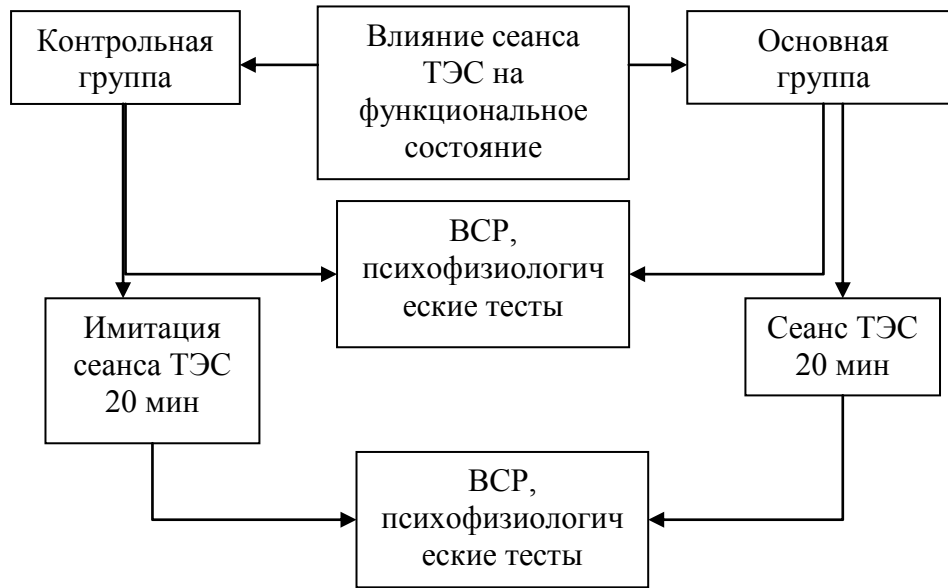 Контрольная
группа
Влияние сеанса
ТЭС на
функциональное
состояние
Основная
группа
ВСР,
психофизиологич
еские тесты
Имитация
сеанса ТЭС
20 мин
Сеанс ТЭС
20 мин
ВСР,
психофизиологич
еские тесты